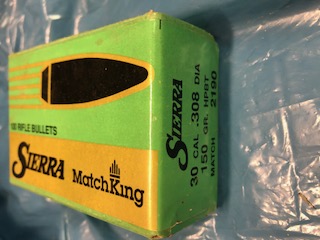 100 RIFLE BULLETS
SIERRA
MatchKing
SIERRA
30 CAL .308 DIA
150 GR. HPBT
MATCH 2190